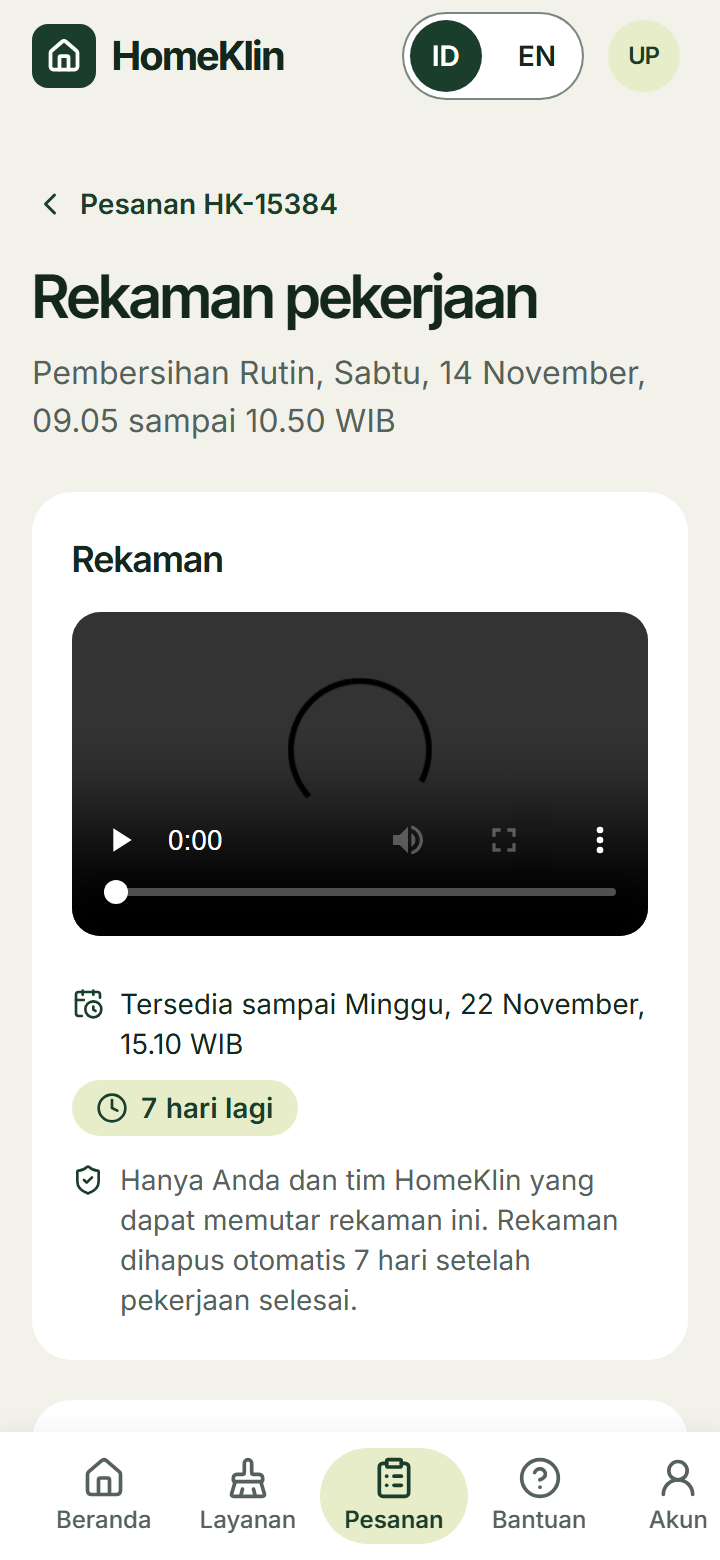 HomeKlin
ID
EN
UP
Pesanan HK-15384
Rekaman pekerjaan
Pembersihan Rutin, Sabtu, 14 November,
09.05 sampai 10.50 WIB
Rekaman
0:00
Tersedia sampai Minggu, 22 November,
15.10 WIB
7 hari lagi
Hanya Anda dan tim HomeKlin yang
dapat memutar rekaman ini. Rekaman
dihapus otomatis 7 hari setelah
pekerjaan selesai.
Beranda
Layanan
Pesanan
Bantuan
Akun